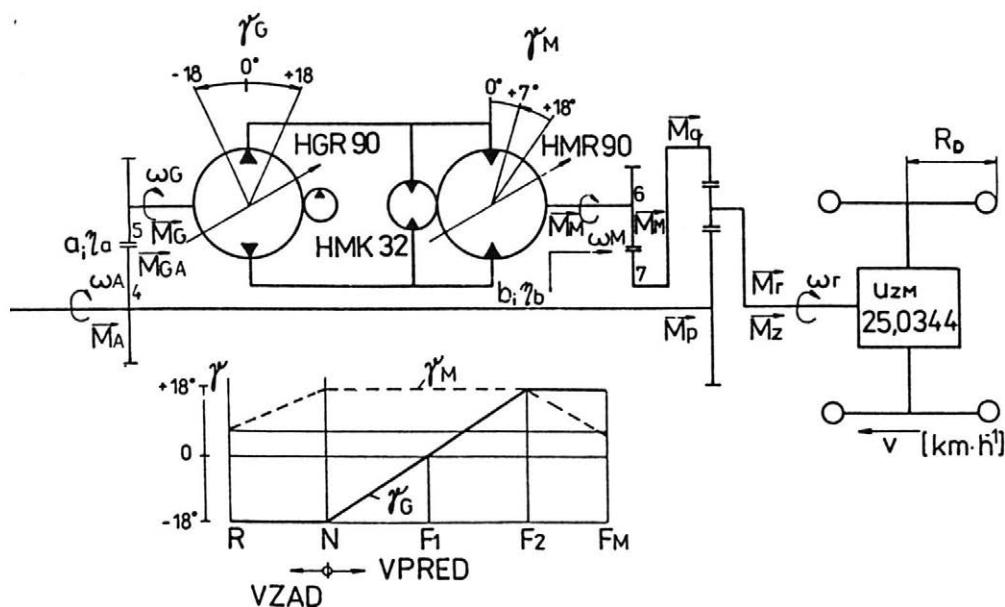 γG
γM
-18 0° +18
0° +7° +18°
HGR 90
HMR 90
HMK 32
ωG
MG
5
a,ηa
MGA
ωA
4
MA
MM
ωM
b,ηb
6
MM
7
Mq
Mp
Mr
Mz
ωr
RD
uZM
25,0344
v [km·h⁻¹]
+18° γ
γM
0
γG
-18°
R N F1 F2 FM
VPRED
VZAD